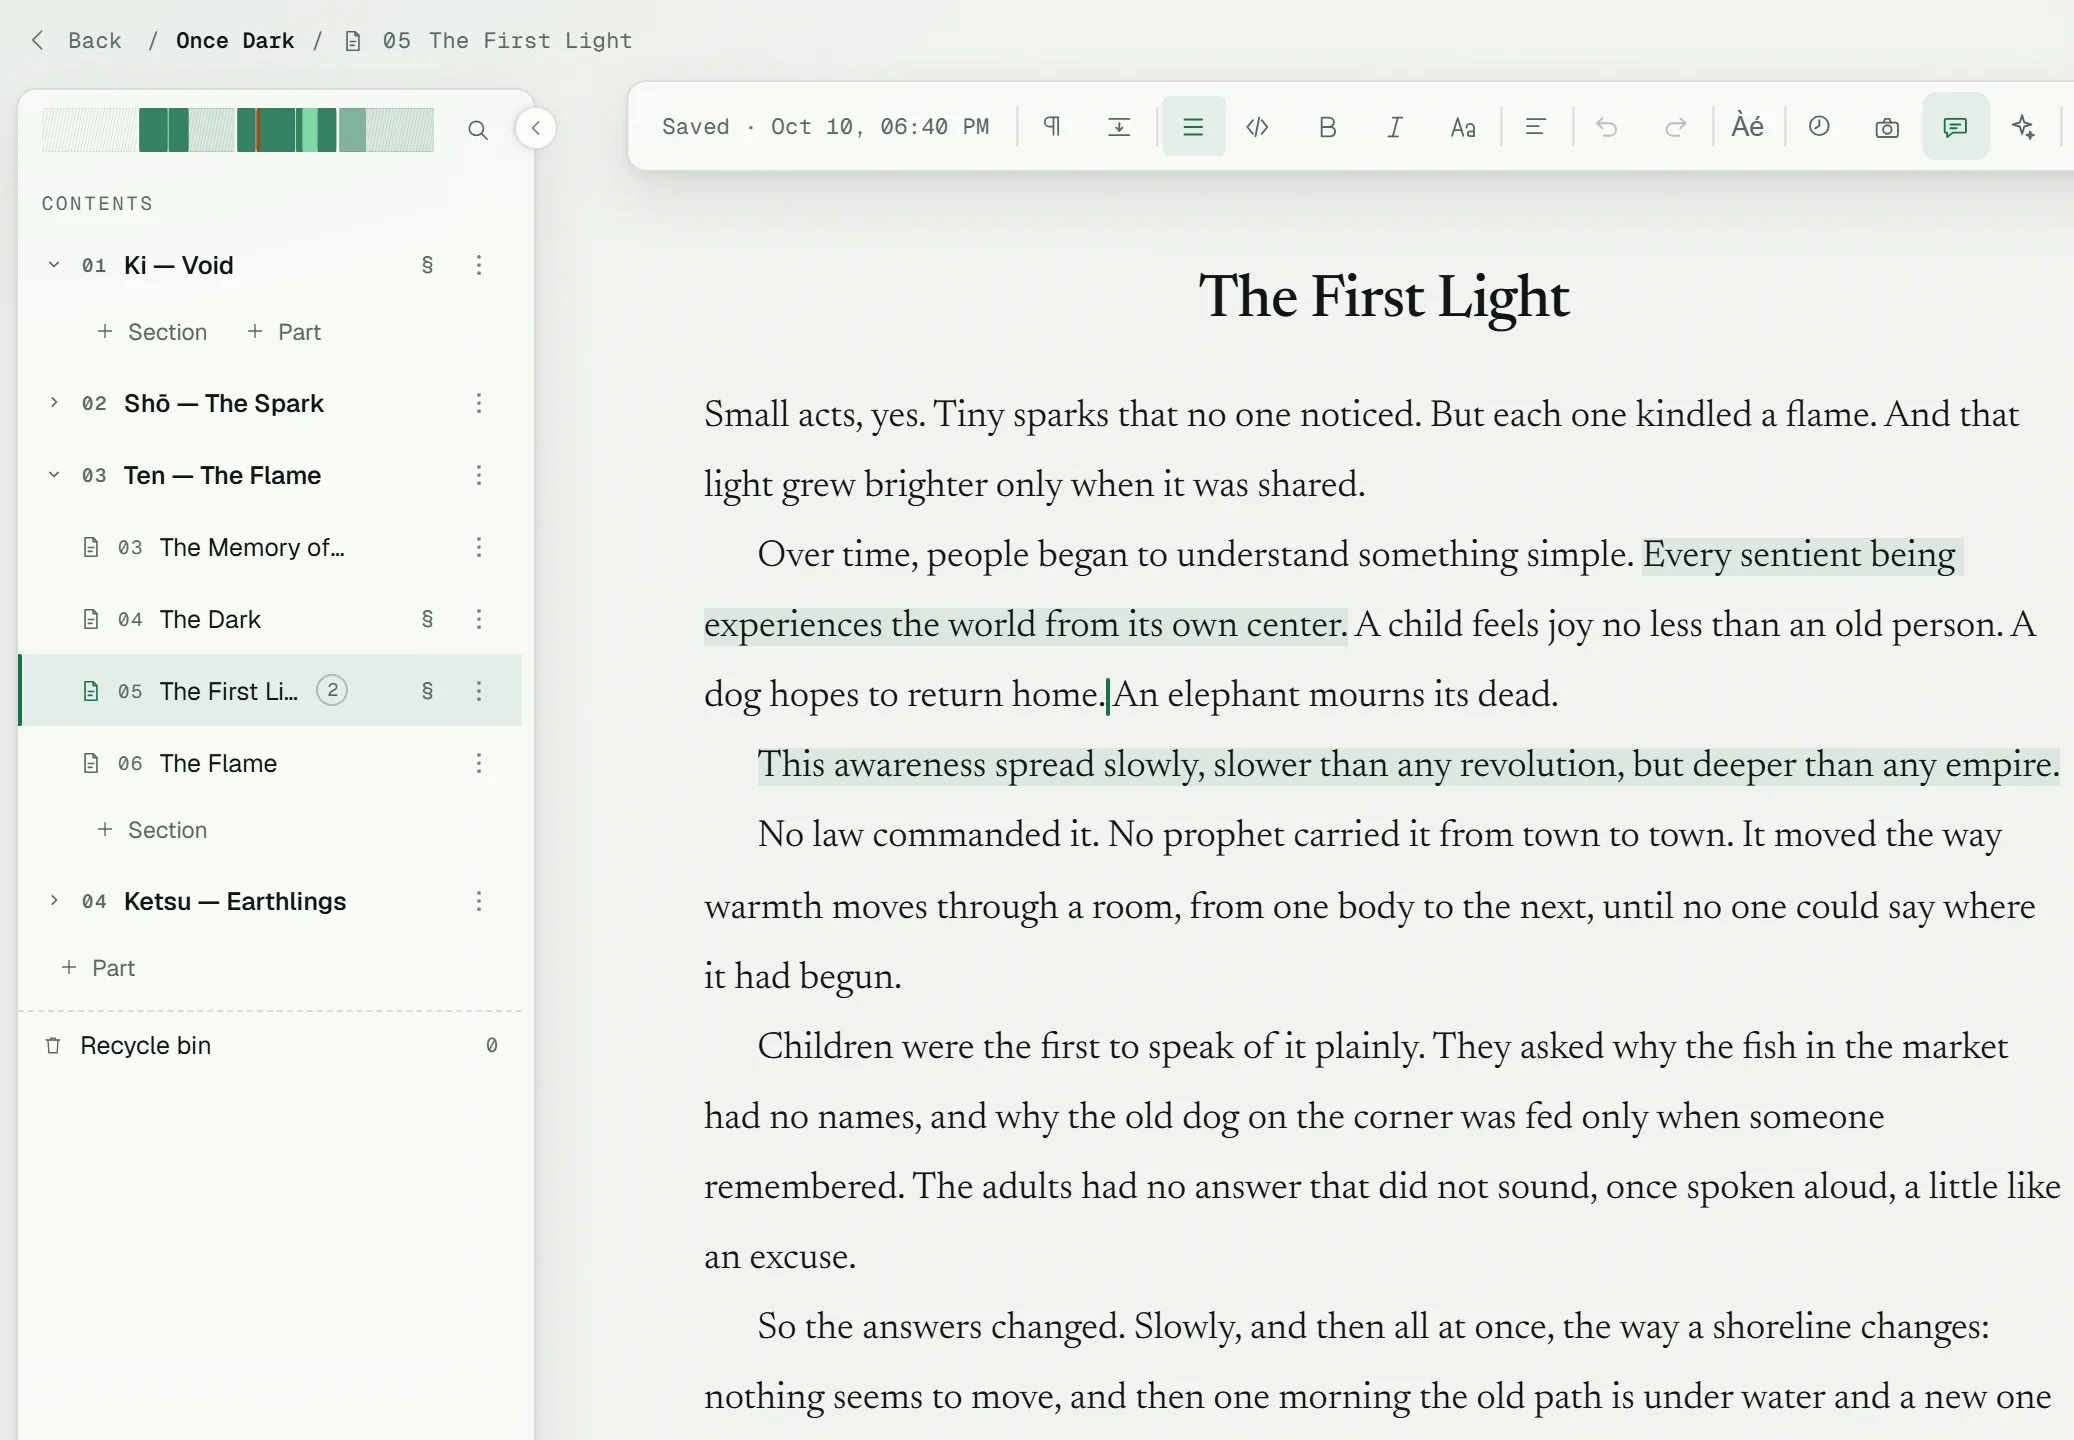 Back / Once Dark / 05 The First Light
CONTENTS
01 Ki — Void §
+ Section + Part
02 Shō — The Spark
03 Ten — The Flame
03 The Memory of…
04 The Dark §
05 The First Li… 2 §
06 The Flame
+ Section
04 Ketsu — Earthlings
+ Part
Recycle bin 0
Saved · Oct 10, 06:40 PM ¶ </> B I Aa Àé
The First Light
Small acts, yes. Tiny sparks that no one noticed. But each one kindled a flame. And that
light grew brighter only when it was shared.
Over time, people began to understand something simple. Every sentient being
experiences the world from its own center. A child feels joy no less than an old person. A
dog hopes to return home. An elephant mourns its dead.
This awareness spread slowly, slower than any revolution, but deeper than any empire.
No law commanded it. No prophet carried it from town to town. It moved the way
warmth moves through a room, from one body to the next, until no one could say where
it had begun.
Children were the first to speak of it plainly. They asked why the fish in the market
had no names, and why the old dog on the corner was fed only when someone
remembered. The adults had no answer that did not sound, once spoken aloud, a little like
an excuse.
So the answers changed. Slowly, and then all at once, the way a shoreline changes:
nothing seems to move, and then one morning the old path is under water and a new one